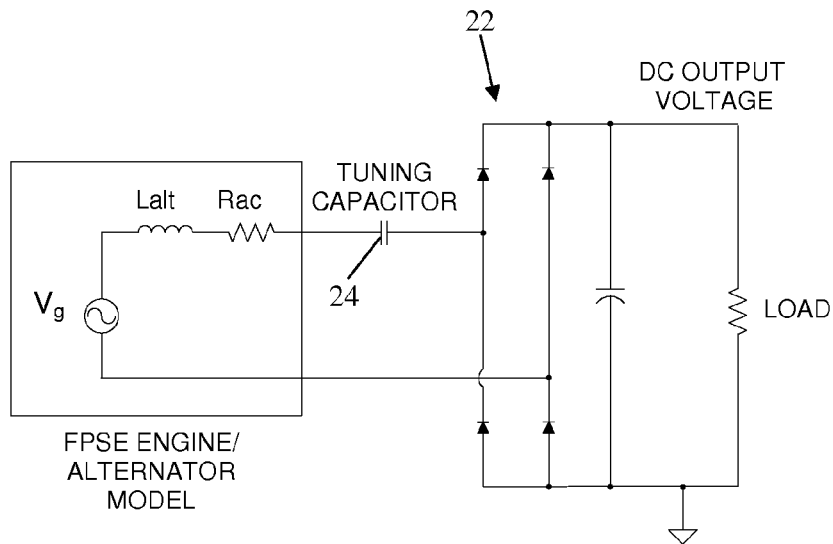 22
DC OUTPUT
VOLTAGE
TUNING
CAPACITOR
Lalt
Rac
24
Vg
LOAD
FPSE ENGINE/
ALTERNATOR
MODEL